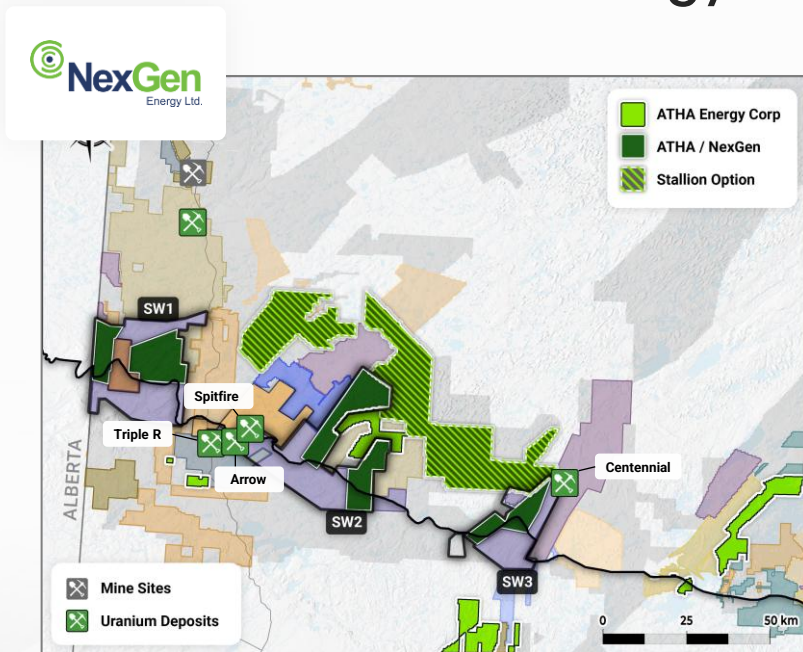 NexGen
Energy Ltd.
ATHA Energy Corp
ATHA / NexGen
Stallion Option
SW1
Spitfire
Triple R
Arrow
Centennial
ALBERTA
SW2
SW3
Mine Sites
Uranium Deposits
0 25 50 km